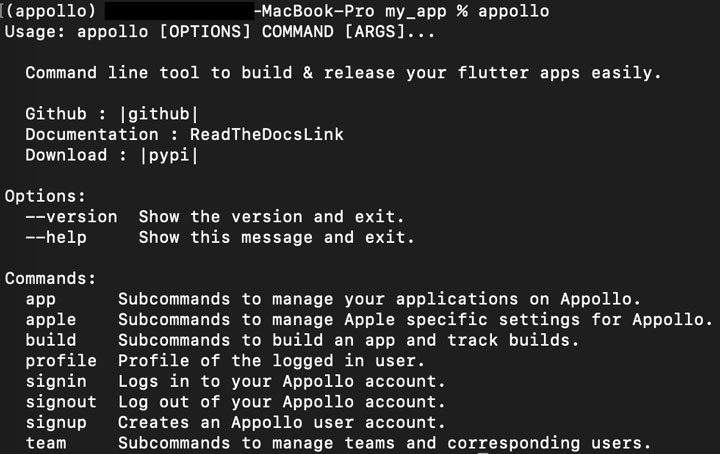 [(appollo) -MacBook-Pro my_app % appollo
Usage: appollo [OPTIONS] COMMAND [ARGS]...
Command line tool to build & release your flutter apps easily.
Github : |github|
Documentation : ReadTheDocsLink
Download : |pypi|
Options:
--version  Show the version and exit.
--help     Show this message and exit.
Commands:
app      Subcommands to manage your applications on Appollo.
apple    Subcommands to manage Apple specific settings for Appollo.
build    Subcommands to build an app and track builds.
profile  Profile of the logged in user.
signin   Logs in to your Appollo account.
signout  Log out of your Appollo account.
signup   Creates an Appollo user account.
team     Subcommands to manage teams and corresponding users.